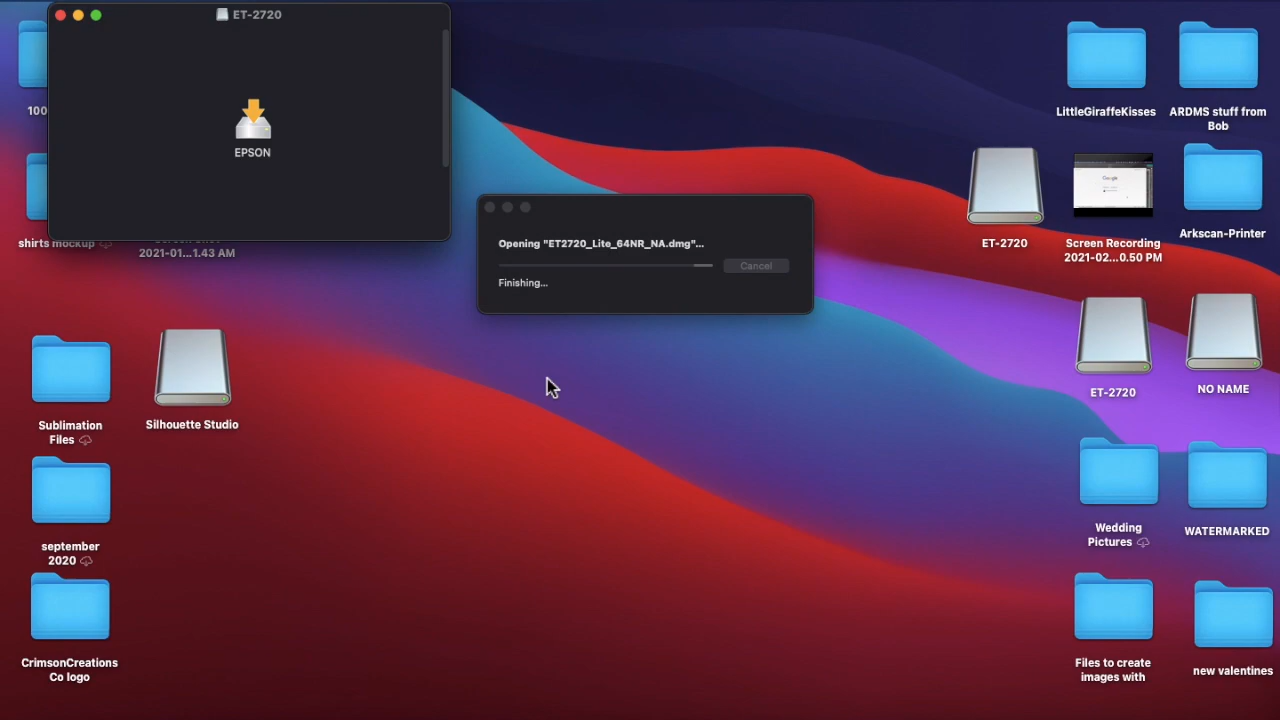 ET-2720
EPSON
100
shirts mockup
2021-01...1.43 AM
Opening "ET2720_Lite_64NR_NA.dmg"...
Cancel
Finishing...
LittleGiraffeKisses
ARDMS stuff from
Bob
ET-2720
Screen Recording
2021-02...0.50 PM
Arkscan-Printer
ET-2720
NO NAME
Sublimation
Files
Silhouette Studio
Wedding
Pictures
WATERMARKED
september
2020
CrimsonCreations
Co logo
Files to create
images with
new valentines